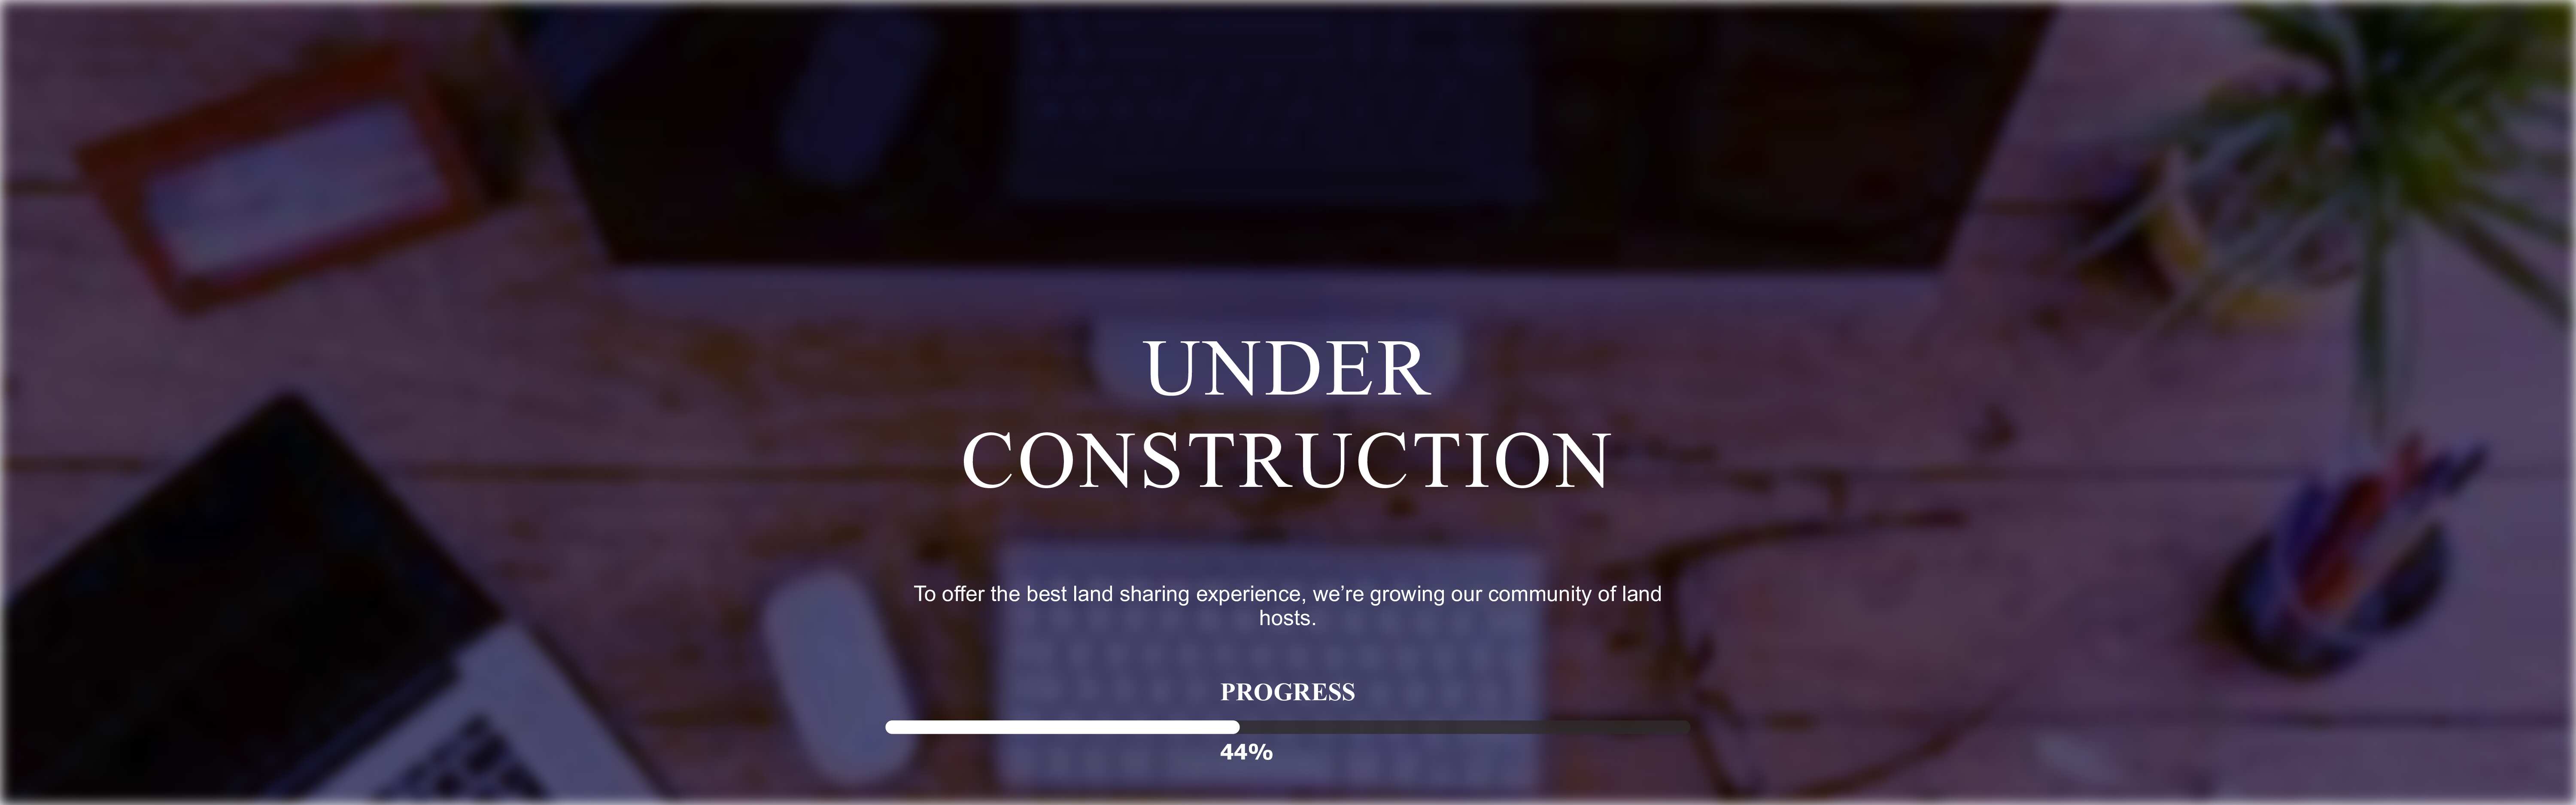 UNDER
CONSTRUCTION
To offer the best land sharing experience, we’re growing our community of land
hosts.
PROGRESS
44%